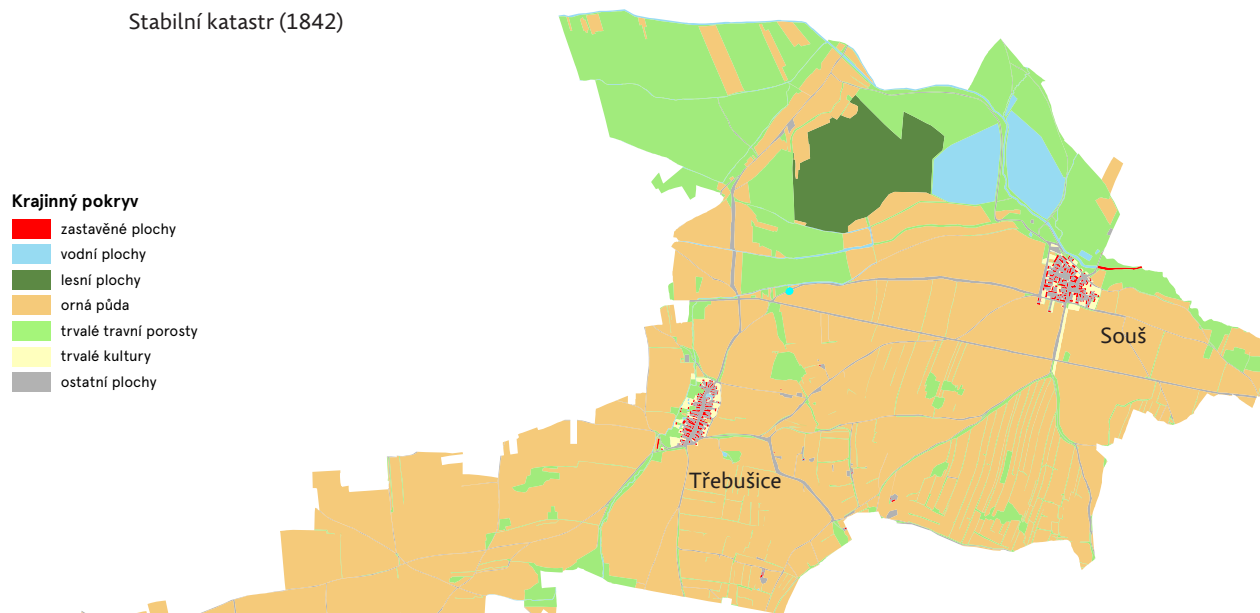 Stabilní katastr (1842)
Krajinný pokryv
zastavěné plochy
vodní plochy
lesní plochy
orná půda
trvalé travní porosty
trvalé kultury
ostatní plochy
Souš
Třebušice